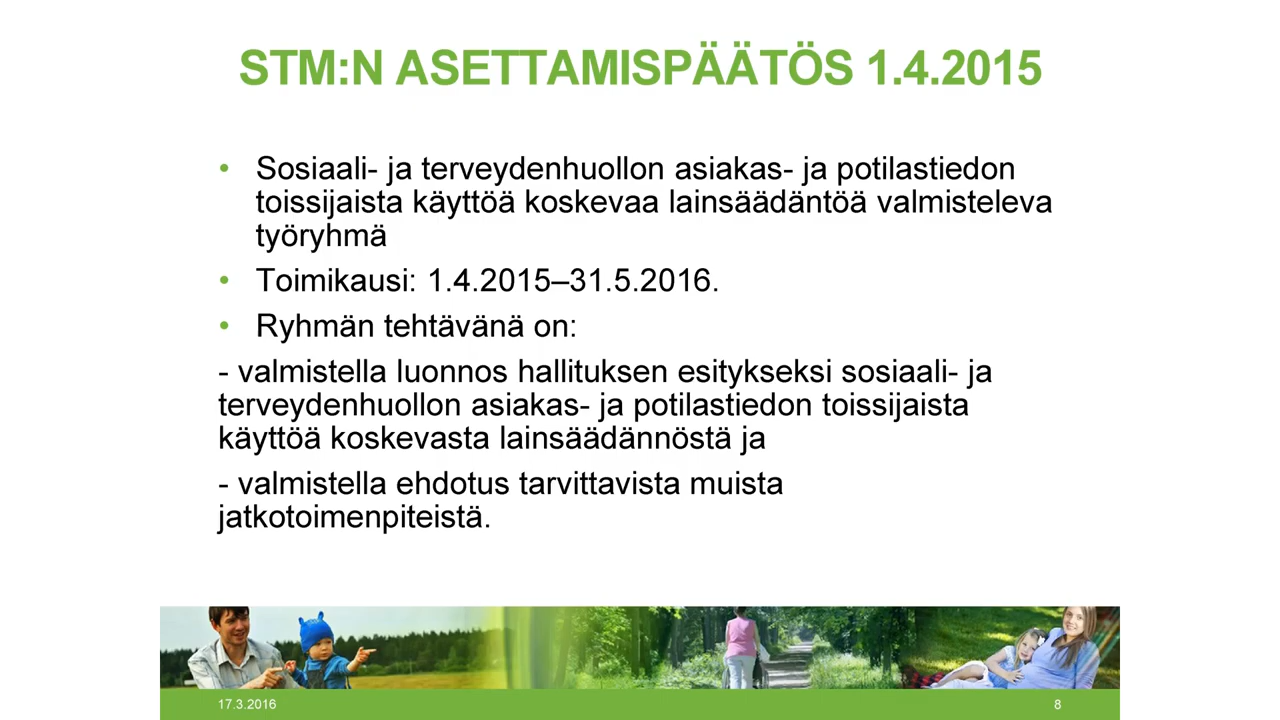 STM:N ASETTAMISPÄÄTÖS 1.4.2015
• Sosiaali- ja terveydenhuollon asiakas- ja potilastiedon
toissijaista käyttöä koskevaa lainsäädäntöä valmisteleva
työryhmä
• Toimikausi: 1.4.2015–31.5.2016.
• Ryhmän tehtävänä on:
- valmistella luonnos hallituksen esitykseksi sosiaali- ja
terveydenhuollon asiakas- ja potilastiedon toissijaista
käyttöä koskevasta lainsäädännöstä ja
- valmistella ehdotus tarvittavista muista
jatkotoimenpiteistä.
17.3.2016
8